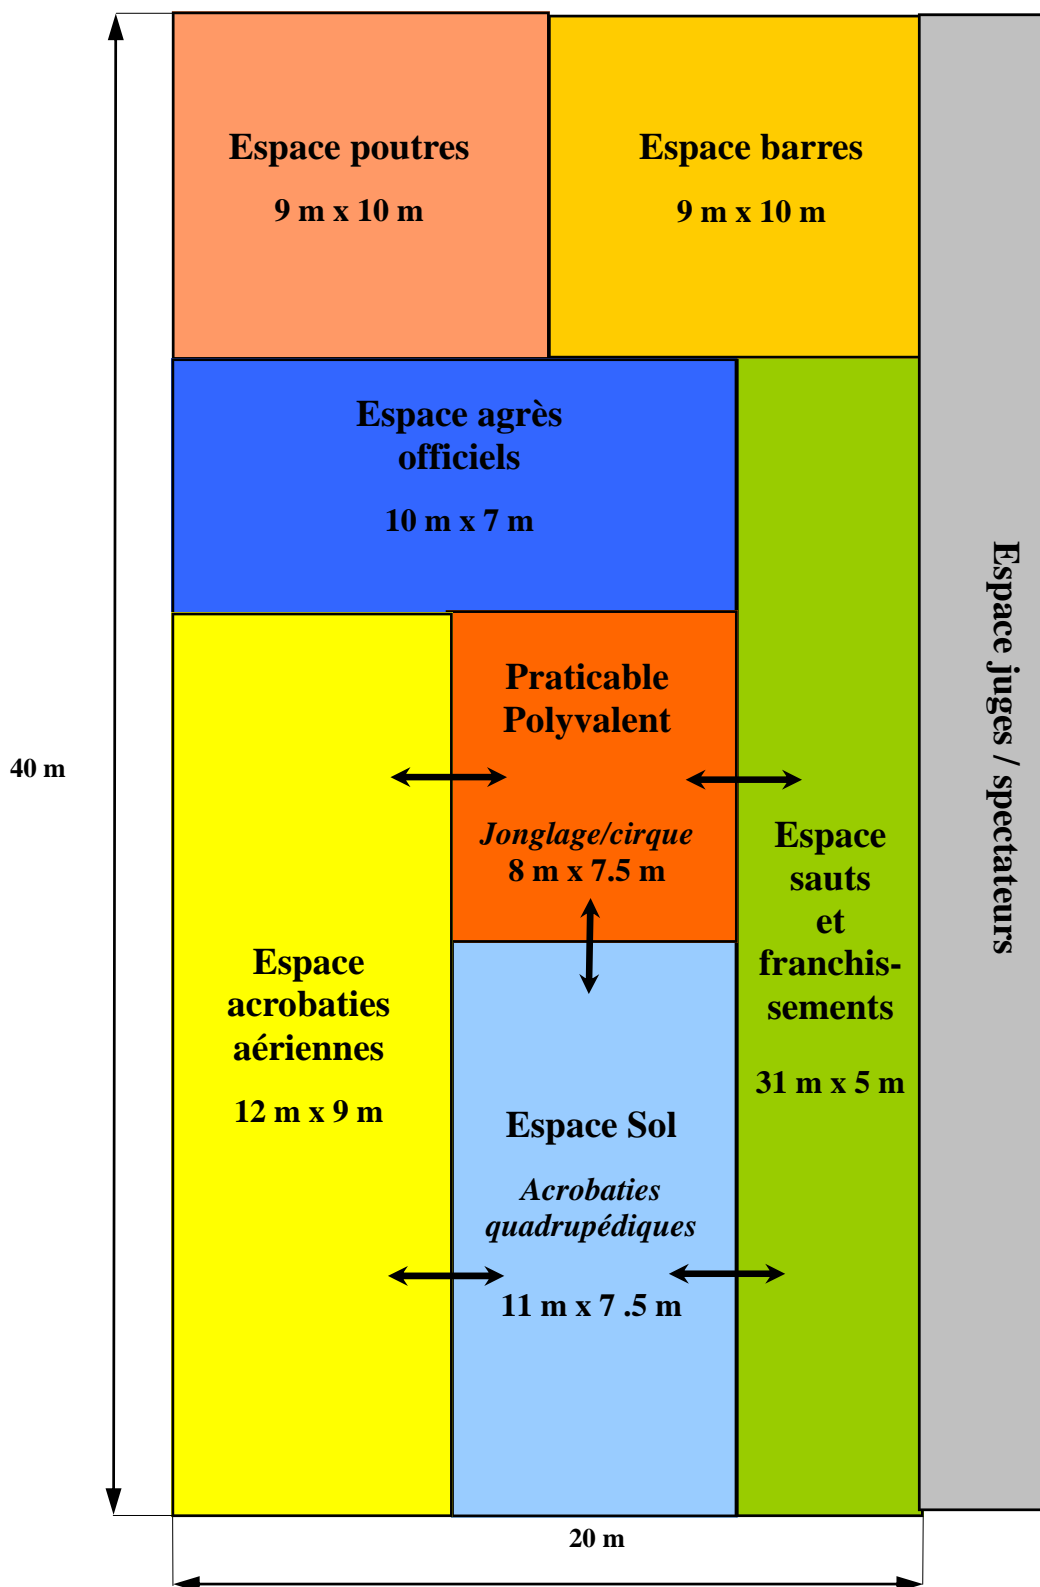 Espace poutres
9 m x 10 m
Espace barres
9 m x 10 m
Espace agrès
officiels
10 m x 7 m
Praticable
Polyvalent
Jonglage/cirque
8 m x 7.5 m
40 m
Espace
sauts
et
franchis-
sements
31 m x 5 m
Espace juges / spectateurs
Espace
acrobaties
aériennes
12 m x 9 m
Espace Sol
Acrobaties
quadrupédiques
11 m x 7 .5 m
20 m